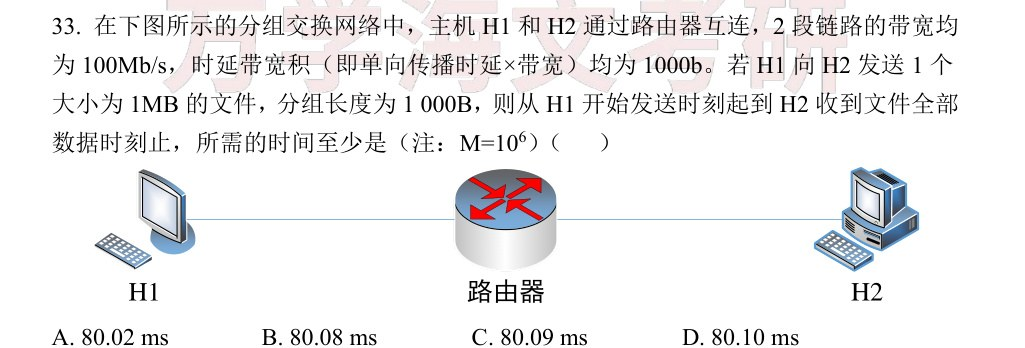 万学海文考研
33. 在下图所示的分组交换网络中，主机 H1 和 H2 通过路由器互连，2 段链路的带宽均
为 100Mb/s，时延带宽积（即单向传播时延×带宽）均为 1000b。若 H1 向 H2 发送 1 个
大小为 1MB 的文件，分组长度为 1 000B，则从 H1 开始发送时刻起到 H2 收到文件全部
数据时刻止，所需的时间至少是（注：M=10⁶）（ ）
H1 路由器 H2
A. 80.02 ms B. 80.08 ms C. 80.09 ms D. 80.10 ms